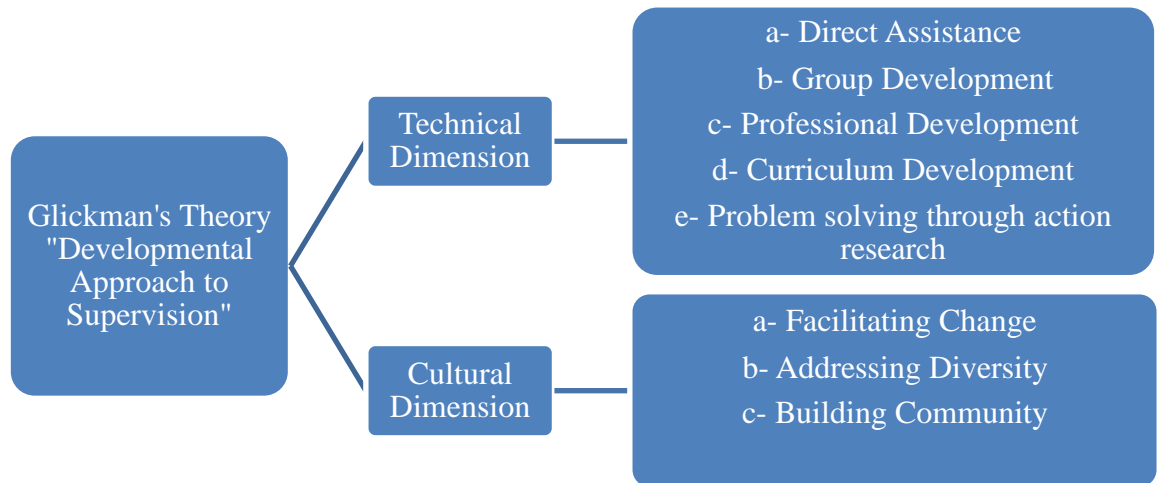 Glickman's Theory
"Developmental
Approach to
Supervision"
Technical
Dimension
a- Direct Assistance
b- Group Development
c- Professional Development
d- Curriculum Development
e- Problem solving through action
research
Cultural
Dimension
a- Facilitating Change
b- Addressing Diversity
c- Building Community